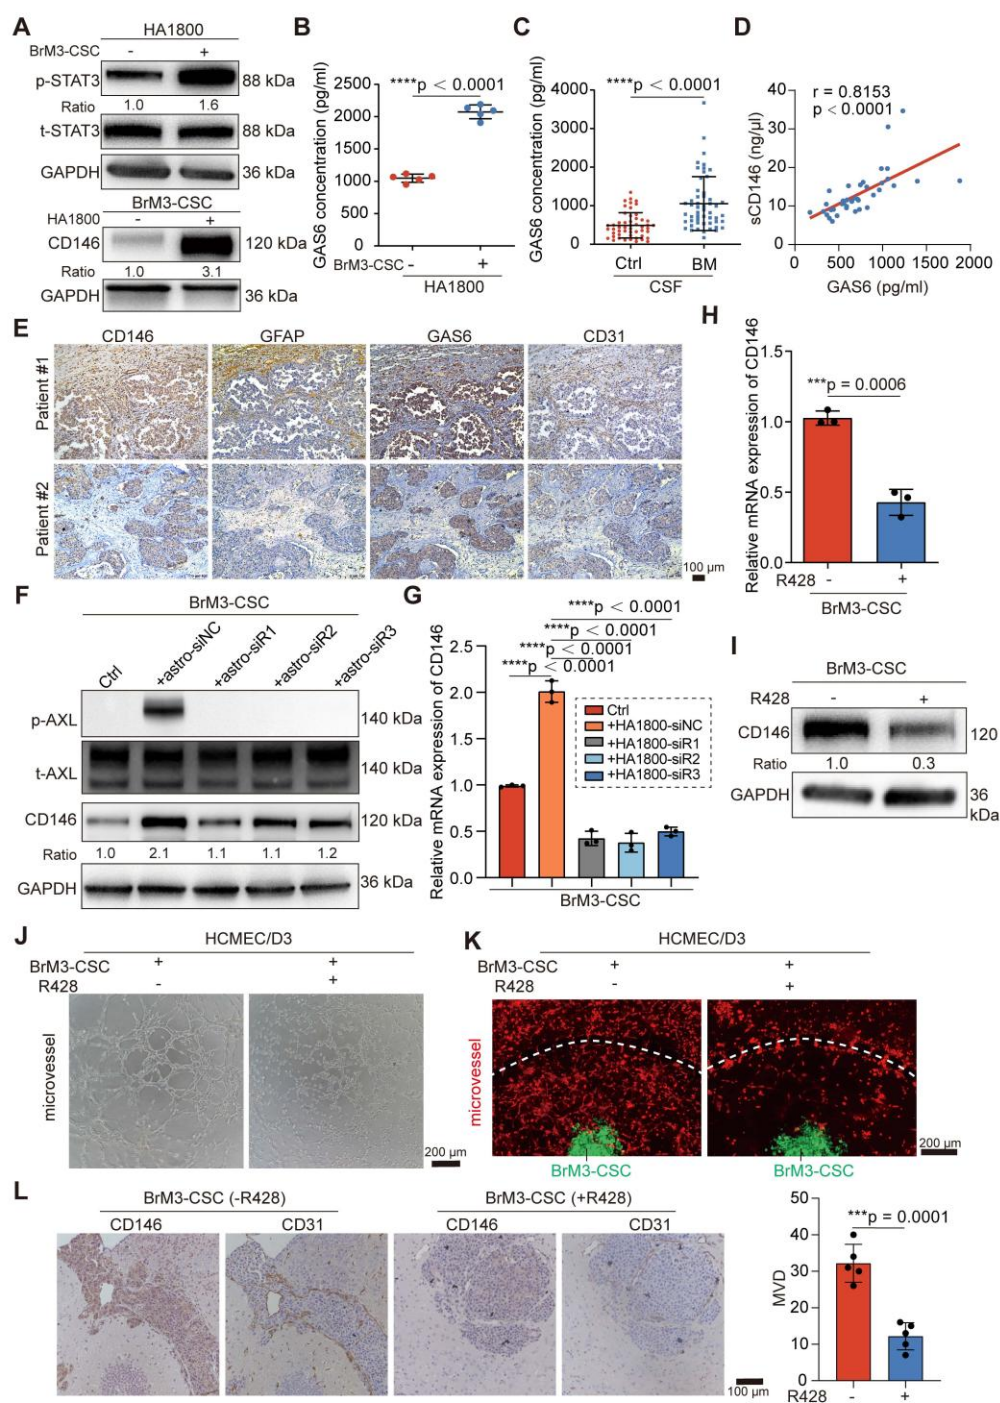 A
HA1800
BrM3-CSC - +
p-STAT3 88 kDa
Ratio 1.0 1.6
t-STAT3 88 kDa
GAPDH 36 kDa
BrM3-CSC
HA1800 - +
CD146 120 kDa
Ratio 1.0 3.1
GAPDH 36 kDa
B
GAS6 concentration (pg/ml)
2500
2000
1500
1000
500
0
****p < 0.0001
BrM3-CSC - +
HA1800
C
GAS6 concentration (pg/ml)
4000
3000
2000
1000
0
****p < 0.0001
Ctrl BM
CSF
D
sCD146 (ng/µl)
40
30
20
10
0
r = 0.8153
p < 0.0001
0 500 1000 1500 2000
GAS6 (pg/ml)
E
CD146 GFAP GAS6 CD31
Patient #1
Patient #2
100 µm
F
BrM3-CSC
Ctrl +astro-siNC +astro-siR1 +astro-siR2 +astro-siR3
p-AXL 140 kDa
t-AXL 140 kDa
CD146 120 kDa
Ratio 1.0 2.1 1.1 1.1 1.2
GAPDH 36 kDa
G
Relative mRNA expression of CD146
2.5
2.0
1.5
1.0
0.5
0.0
****p < 0.0001
****p < 0.0001
****p < 0.0001
****p < 0.0001
Ctrl
+HA1800-siNC
+HA1800-siR1
+HA1800-siR2
+HA1800-siR3
BrM3-CSC
H
Relative mRNA expression of CD146
1.5
1.0
0.5
0.0
***p = 0.0006
R428 - +
BrM3-CSC
I
BrM3-CSC
R428 - +
CD146 120
Ratio 1.0 0.3
GAPDH 36
kDa
J
HCMEC/D3
BrM3-CSC + +
R428 - +
microvessel
200 µm
K
HCMEC/D3
BrM3-CSC + +
R428 - +
microvessel
BrM3-CSC BrM3-CSC
200 µm
L
BrM3-CSC (-R428) BrM3-CSC (+R428)
CD146 CD31 CD146 CD31
100 µm
MVD
50
40
30
20
10
0
***p = 0.0001
R428 - +